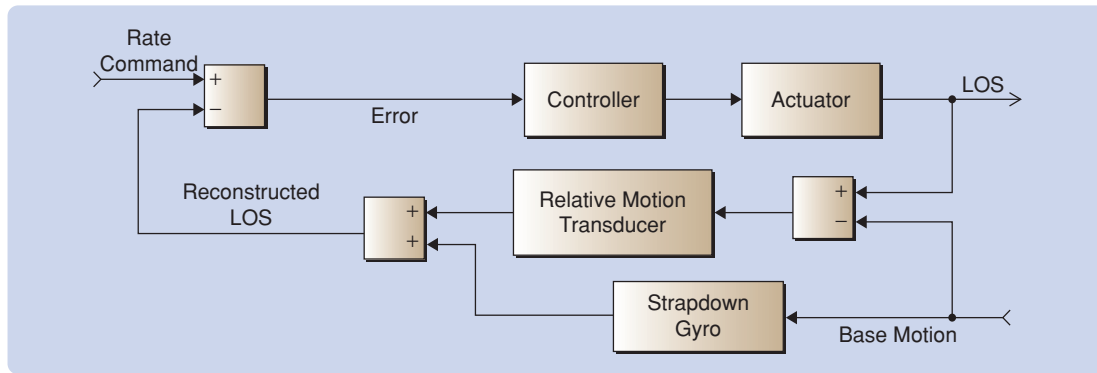 Rate
Command
+
−
Error
Controller
Actuator
LOS
Reconstructed
LOS
+
+
Relative Motion
Transducer
+
−
Strapdown
Gyro
Base Motion